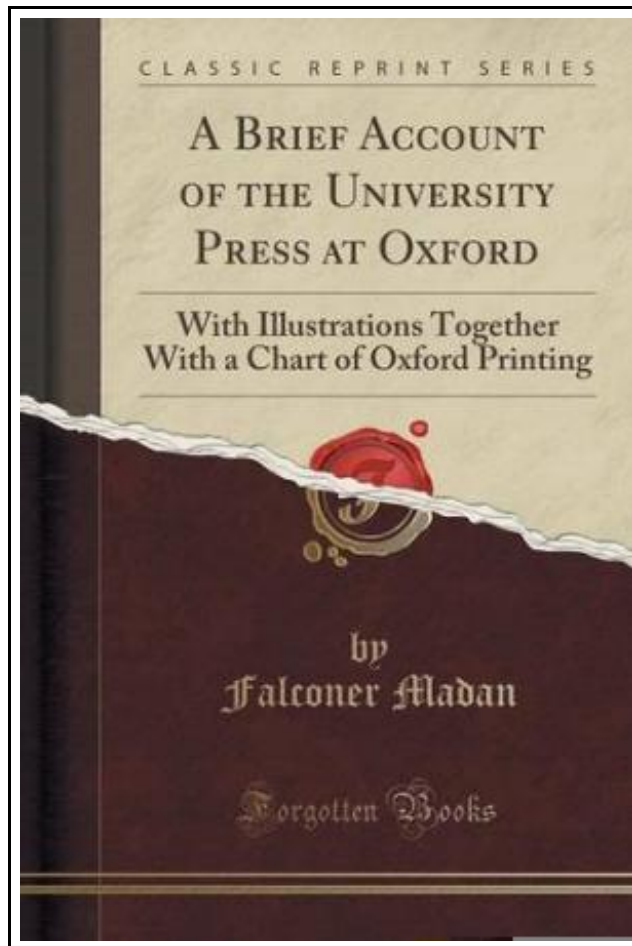 CLASSIC REPRINT SERIES
A BRIEF ACCOUNT
OF THE UNIVERSITY
PRESS AT OXFORD
With Illustrations Together
With a Chart of Oxford Printing
by
Falconer Madan
Forgotten Books